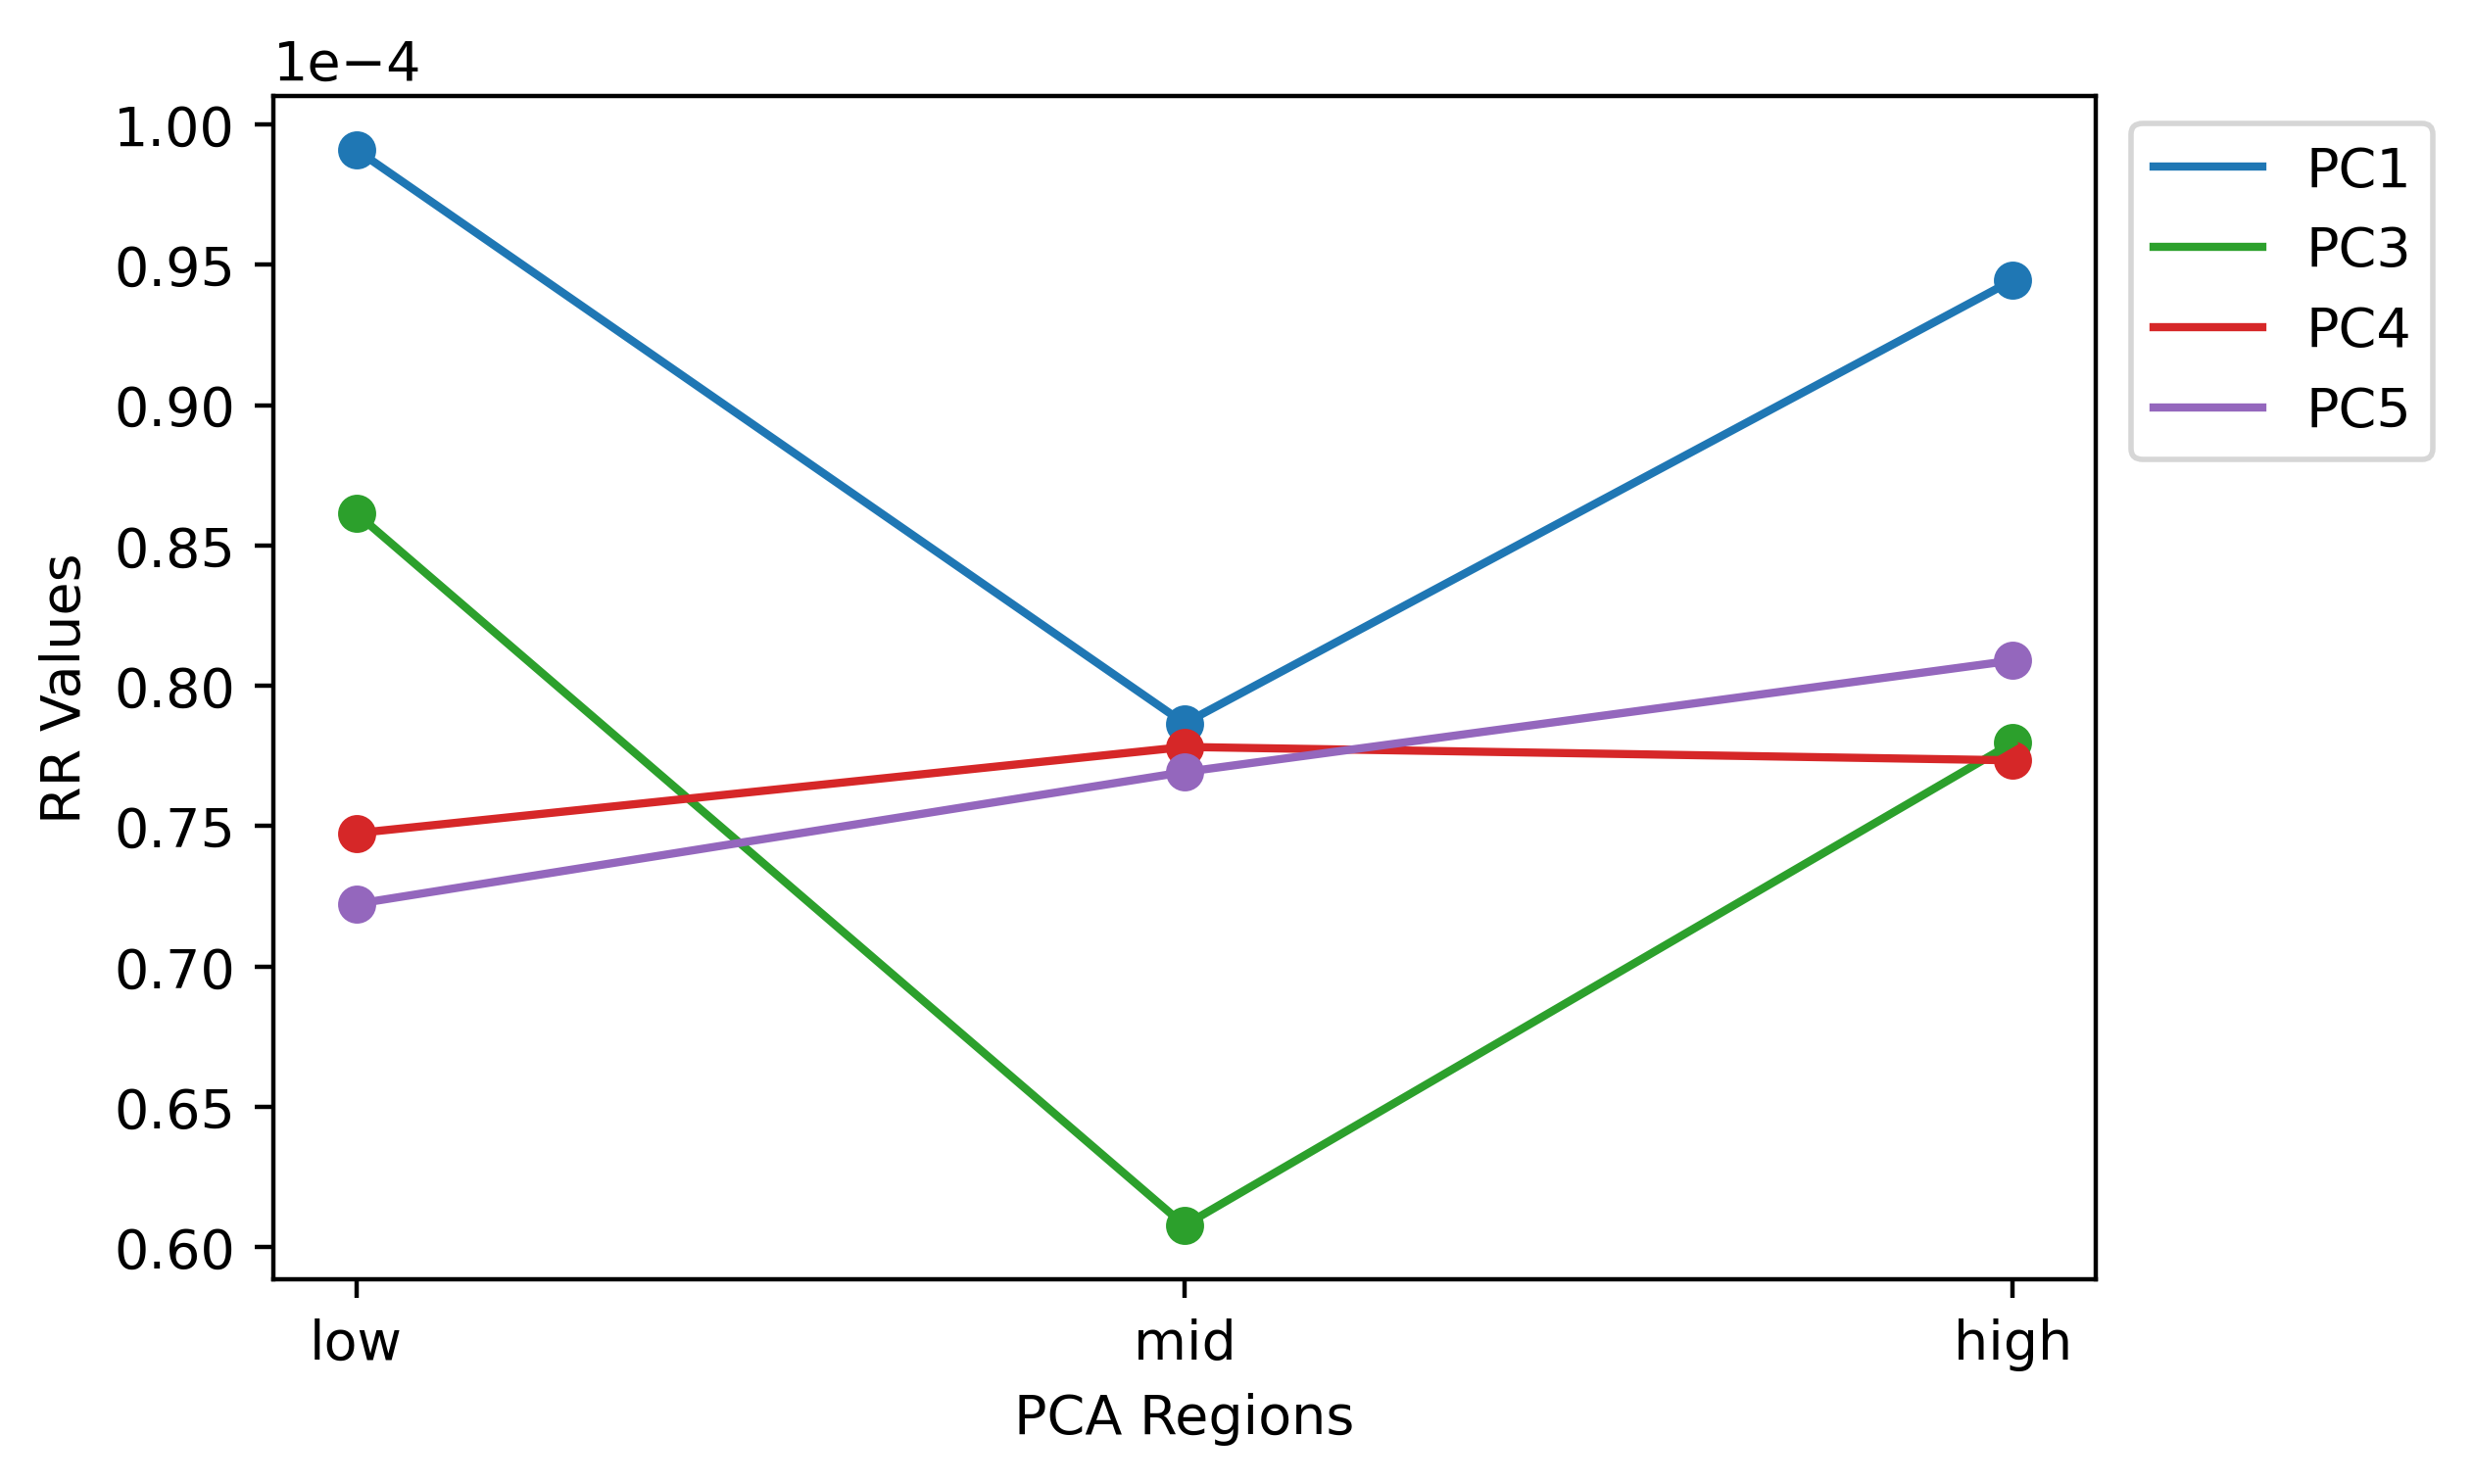 1e−4
1.00
0.95
0.90
0.85
0.80
0.75
0.70
0.65
0.60
RR Values
low
mid
high
PCA Regions
PC1
PC3
PC4
PC5